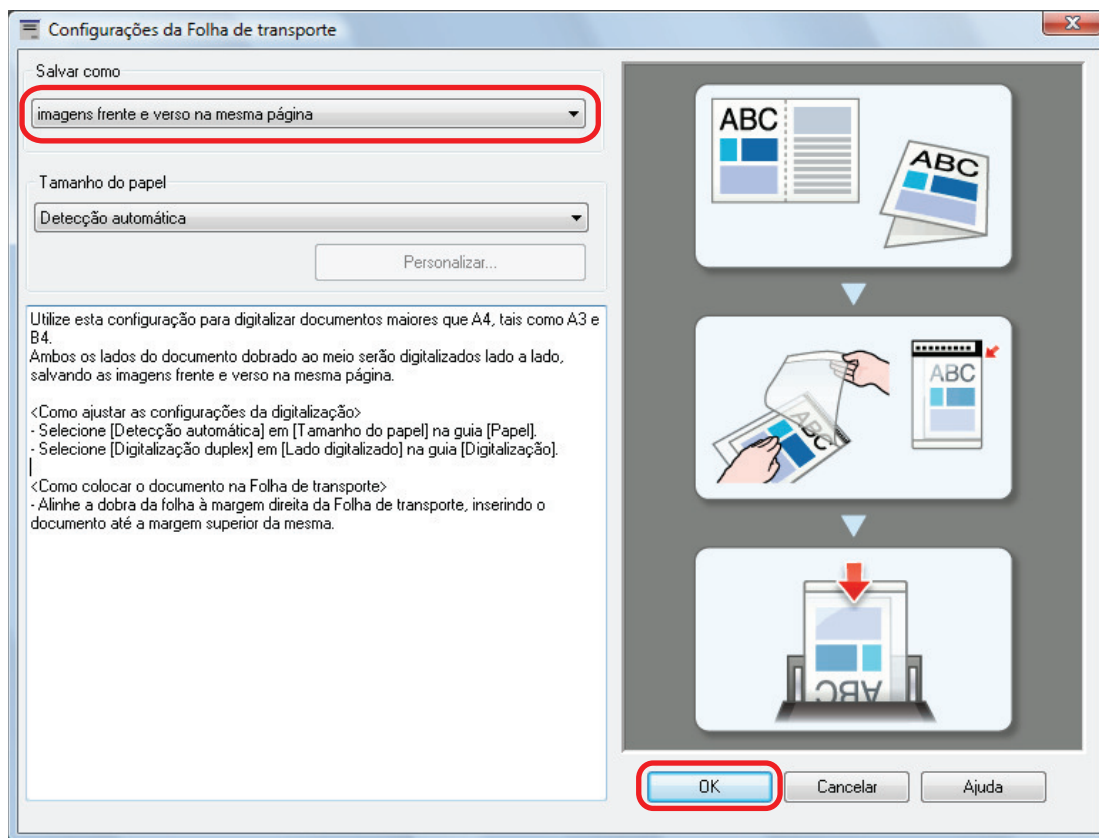 Configurações da Folha de transporte
Salvar como
imagens frente e verso na mesma página
Tamanho do papel
Detecção automática
Personalizar...
Utilize esta configuração para digitalizar documentos maiores que A4, tais como A3 e
B4.
Ambos os lados do documento dobrado ao meio serão digitalizados lado a lado,
salvando as imagens frente e verso na mesma página.
<Como ajustar as configurações da digitalização>
- Selecione [Detecção automática] em [Tamanho do papel] na guia [Papel].
- Selecione [Digitalização duplex] em [Lado digitalizado] na guia [Digitalização].
<Como colocar o documento na Folha de transporte>
- Alinhe a dobra da folha à margem direita da Folha de transporte, inserindo o
documento até a margem superior da mesma.
ABC
ABC
ABC
ABC
ABC
OK
Cancelar
Ajuda